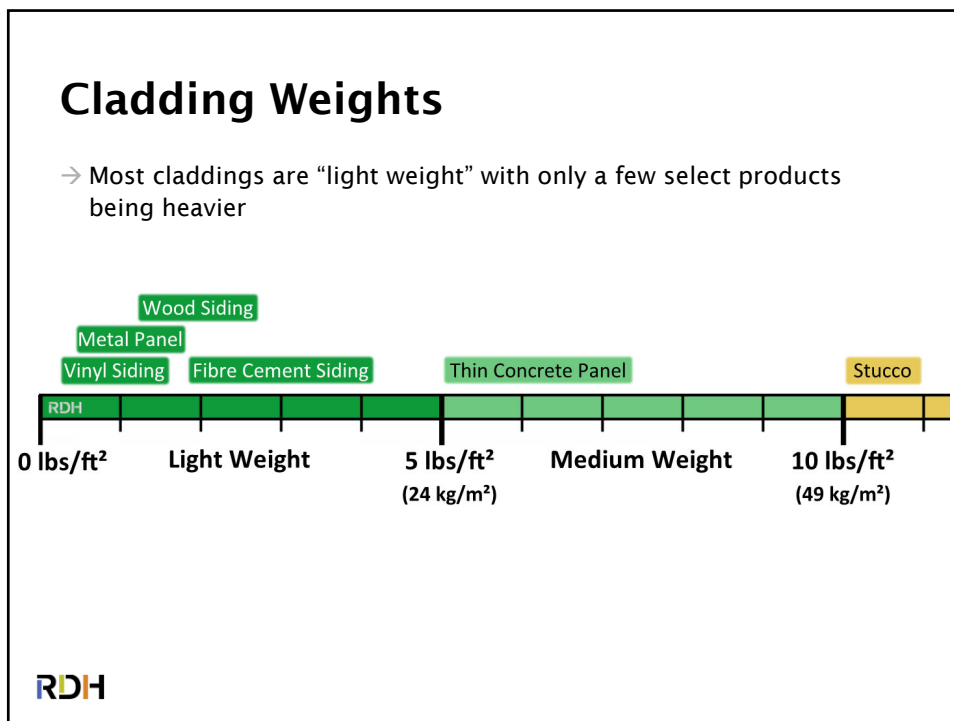 Cladding Weights
→ Most claddings are “light weight” with only a few select products
being heavier
Wood Siding
Metal Panel
Vinyl Siding Fibre Cement Siding Thin Concrete Panel Stucco
RDH
0 lbs/ft² Light Weight 5 lbs/ft² Medium Weight 10 lbs/ft²
(24 kg/m²) (49 kg/m²)
RDH